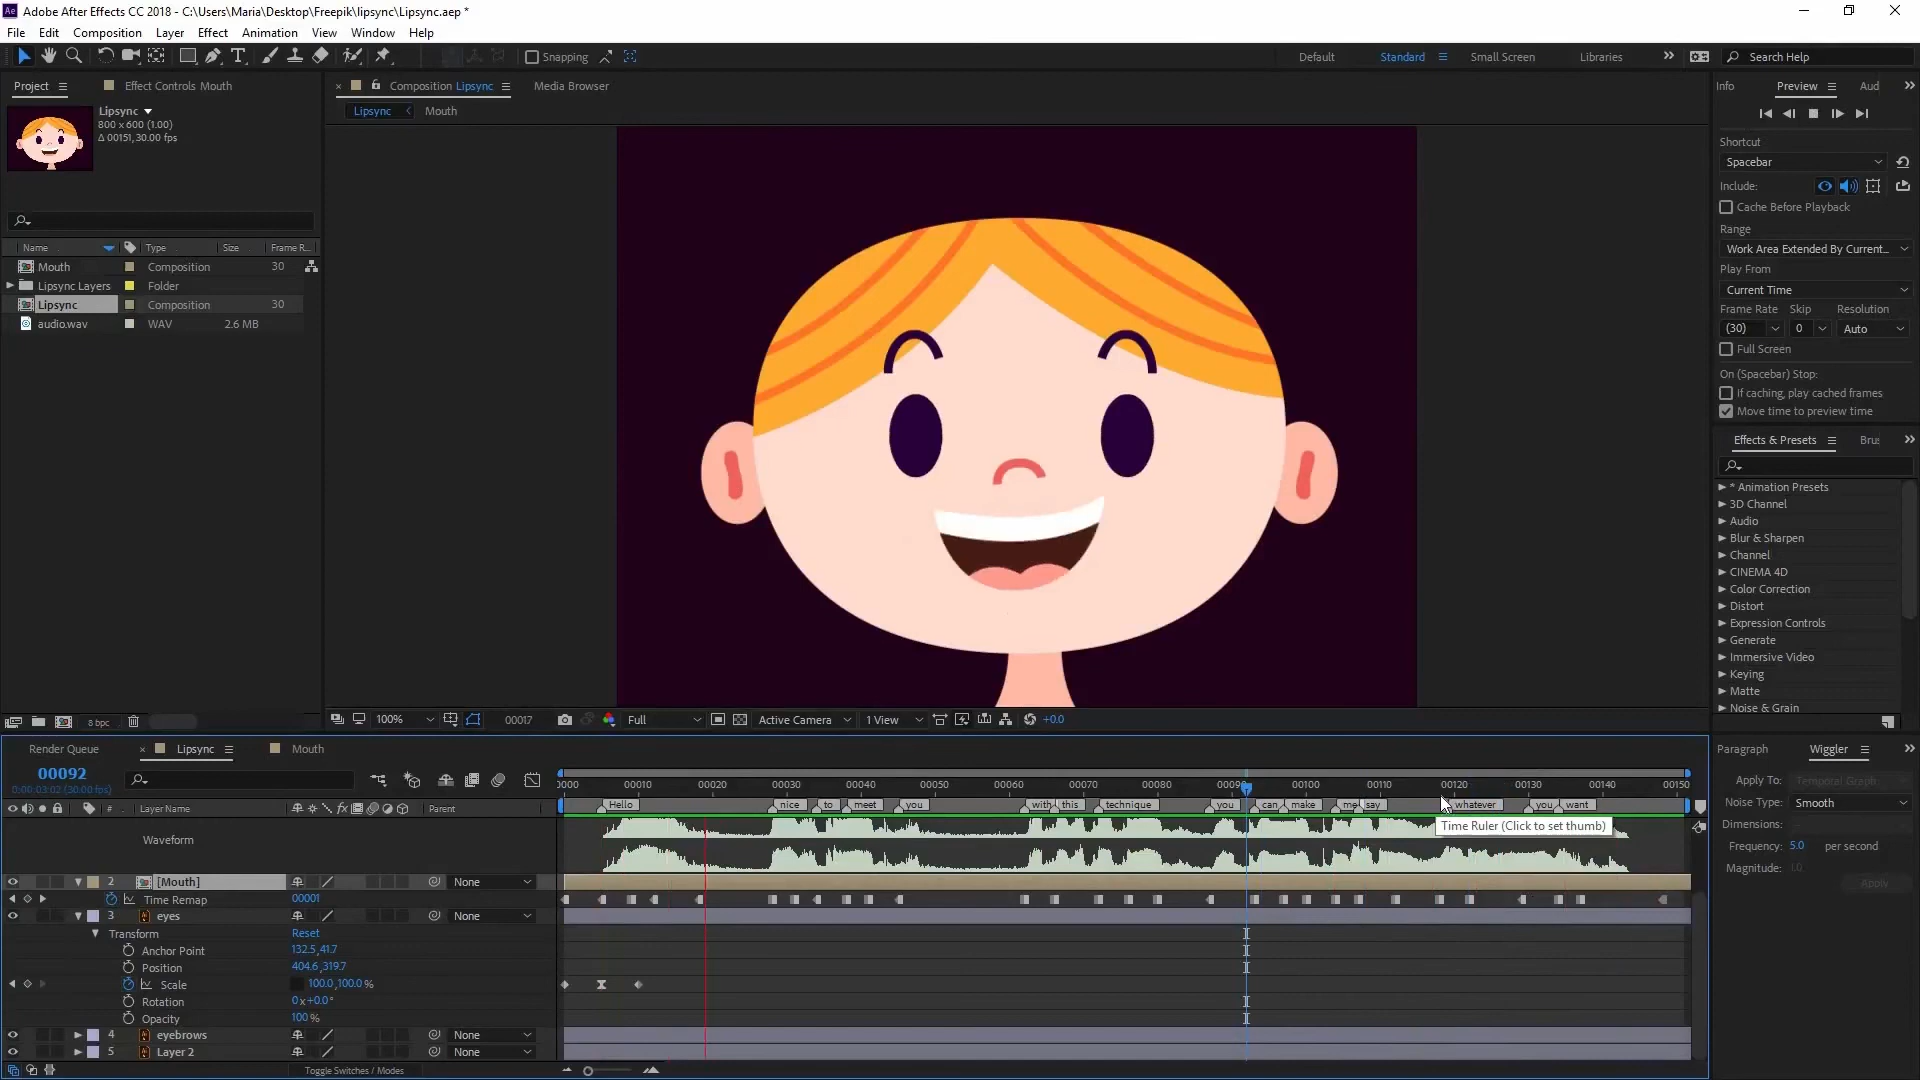 Adobe After Effects CC 2018 - C:\Users\Maria\Desktop\Freepik\lipsync\Lipsync.aep *
File Edit Composition Layer Effect Animation View Window Help
Snapping Default Standard Small Screen Libraries Search Help
Project Effect Controls Mouth
Composition Lipsync Media Browser
Lipsync Mouth
Lipsync
800 x 600 (1.00)
Δ 00151, 30.00 fps
Name Type Size Frame R...
Mouth Composition 30
Lipsync Layers Folder
Lipsync Composition 30
audio.wav WAV 2.6 MB
8 bpc
100% 00017 Full Active Camera 1 View +0.0
Info Preview Aud
Shortcut
Spacebar
Include:
Cache Before Playback
Range
Work Area Extended By Current...
Play From
Current Time
Frame Rate Skip Resolution
(30) 0 Auto
Full Screen
On (Spacebar) Stop:
If caching, play cached frames
Move time to preview time
Effects & Presets Bru
* Animation Presets
3D Channel
Audio
Blur & Sharpen
Channel
CINEMA 4D
Color Correction
Distort
Expression Controls
Generate
Immersive Video
Keying
Matte
Noise & Grain
Render Queue Lipsync Mouth
00092
0:00:03:02 (30.00 fps)
0000 00010 00020 00030 00040 00050 00060 00070 00080 0009 00100 00110 00120 00130 00140 00150
# Layer Name Parent
Hello nice to meet you with this technique you can make me say whatever you want
Time Ruler (Click to set thumb)
Waveform
2 [Mouth] None
Time Remap 00001
3 eyes None
Transform Reset
Anchor Point 132.5,41.7
Position 404.6,319.7
Scale 100.0,100.0%
Rotation 0x+0.0°
Opacity 100%
4 eyebrows None
5 Layer 2 None
Toggle Switches / Modes
Paragraph Wiggler
Apply To: Temporal Graph
Noise Type: Smooth
Dimensions:
Frequency: 5.0 per second
Magnitude: 1.0
Apply